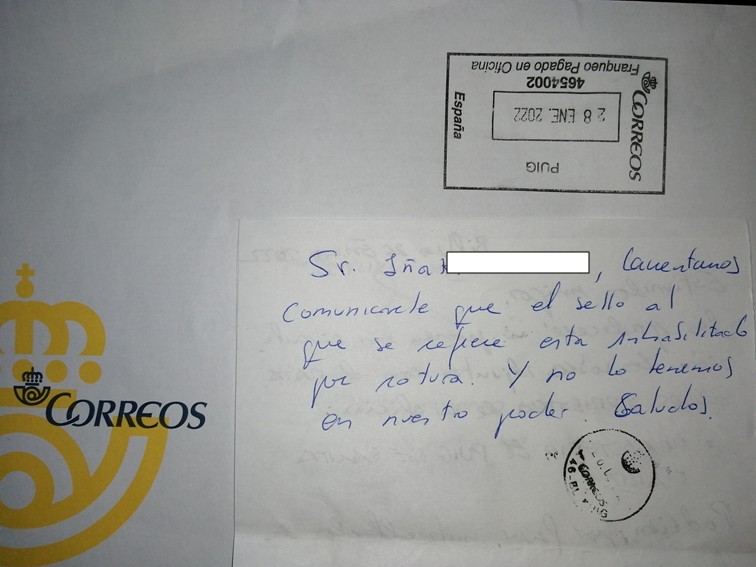 CORREOS
Franqueo Pagado en Oficina
4654002
28 ENE. 2022
PUIG
España
Sr. Iña , lamentamos
comunicarle que el sello al
que se refiere esta inhabilitado
por rotura. Y no lo tenemos
en nuestro poder. Saludos.
CORREOS
CORREOS